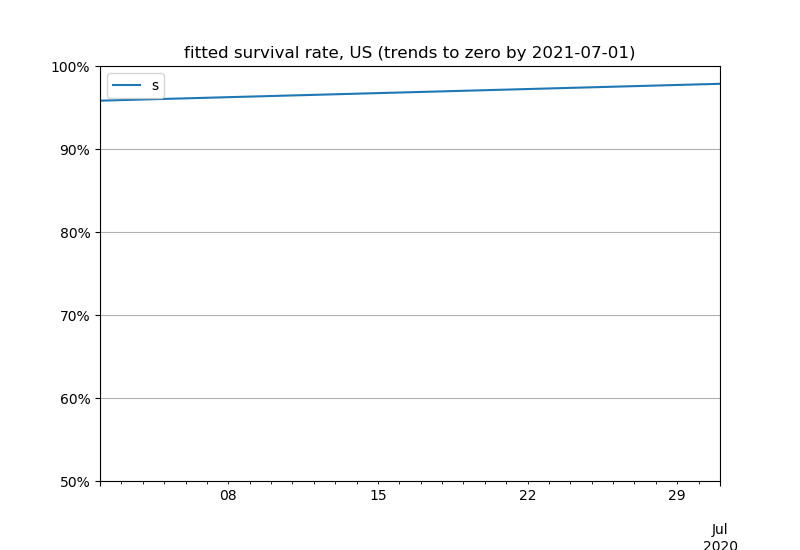 fitted survival rate, US (trends to zero by 2021-07-01)
100%
s
90%
80%
70%
60%
50%
08 15 22 29
Jul
2020